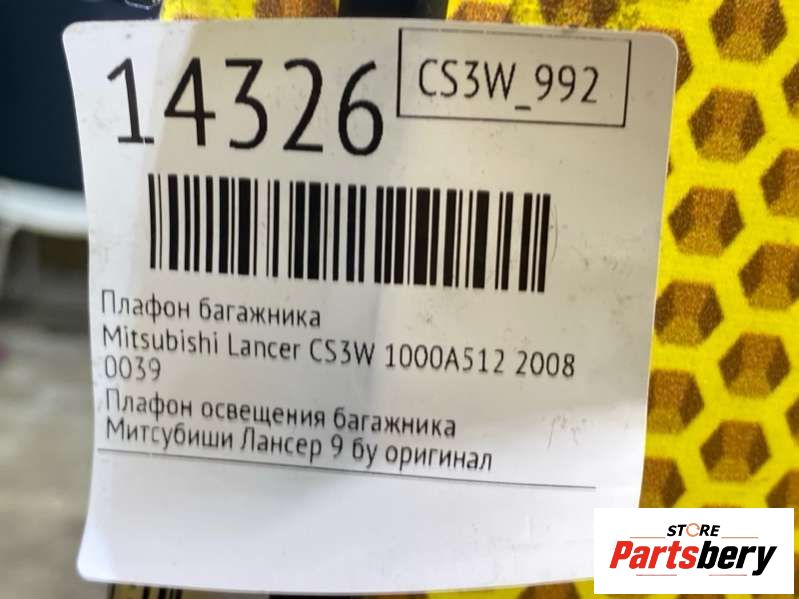 14326
CS3W_992
Плафон багажника
Mitsubishi Lancer CS3W 1000A512 2008
0039
Плафон освещения багажника
Митсубиши Лансер 9 бу оригинал
STORE
Partsbery